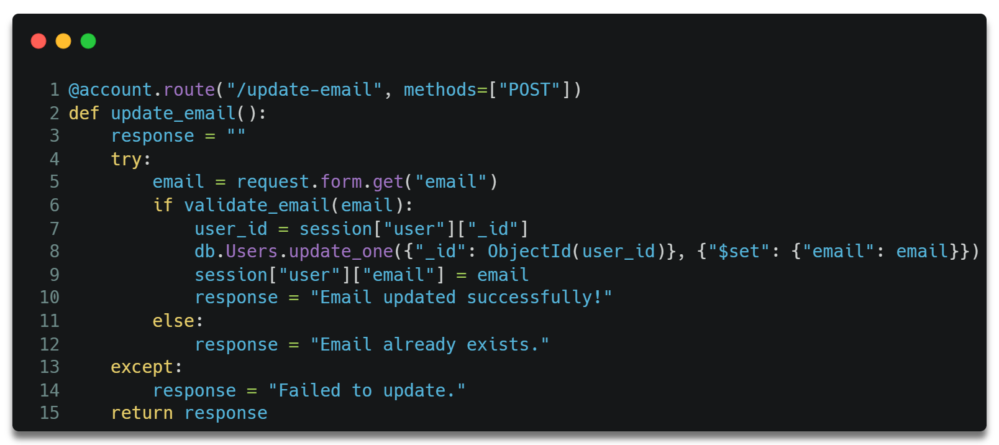 1 @account.route("/update-email", methods=["POST"])
2 def update_email():
3     response = ""
4     try:
5         email = request.form.get("email")
6         if validate_email(email):
7             user_id = session["user"]["_id"]
8             db.Users.update_one({"_id": ObjectId(user_id)}, {"$set": {"email": email}})
9             session["user"]["email"] = email
10             response = "Email updated successfully!"
11         else:
12             response = "Email already exists."
13     except:
14         response = "Failed to update."
15     return response